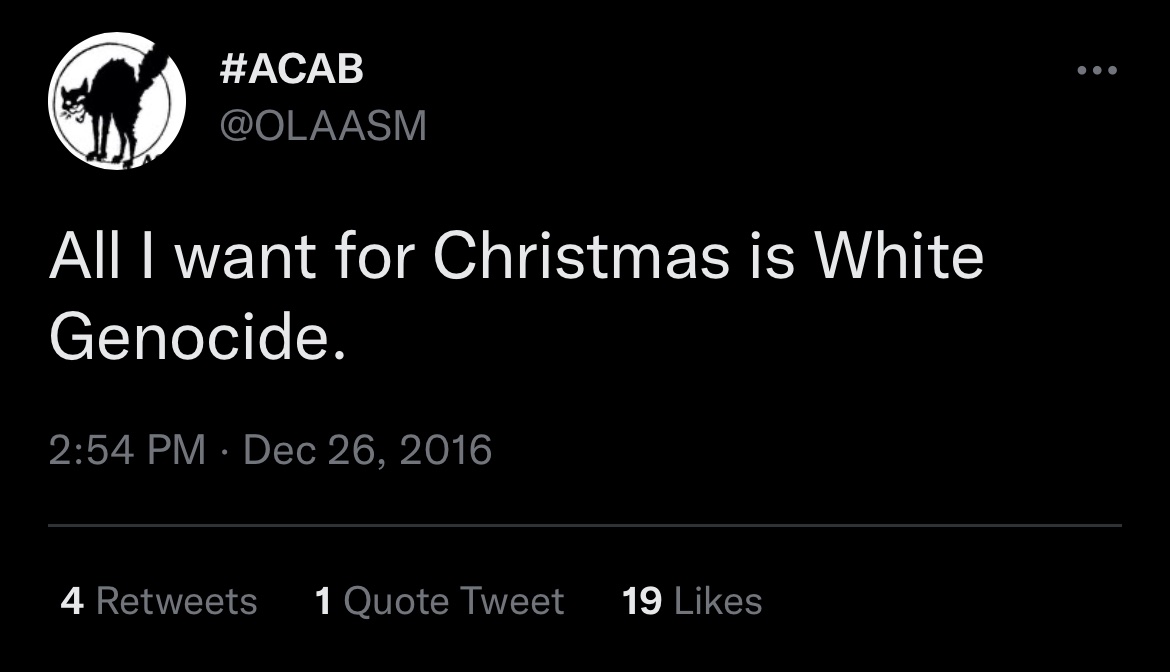 #ACAB
@OLAASM
All I want for Christmas is White
Genocide.
2:54 PM · Dec 26, 2016
4 Retweets 1 Quote Tweet 19 Likes